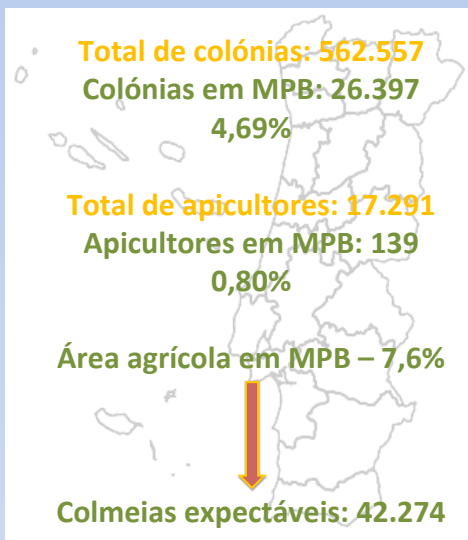 Total de colónias: 562.557
Colónias em MPB: 26.397
4,69%
Total de apicultores: 17.291
Apicultores em MPB: 139
0,80%
Área agrícola em MPB – 7,6%
Colmeias expectáveis: 42.274